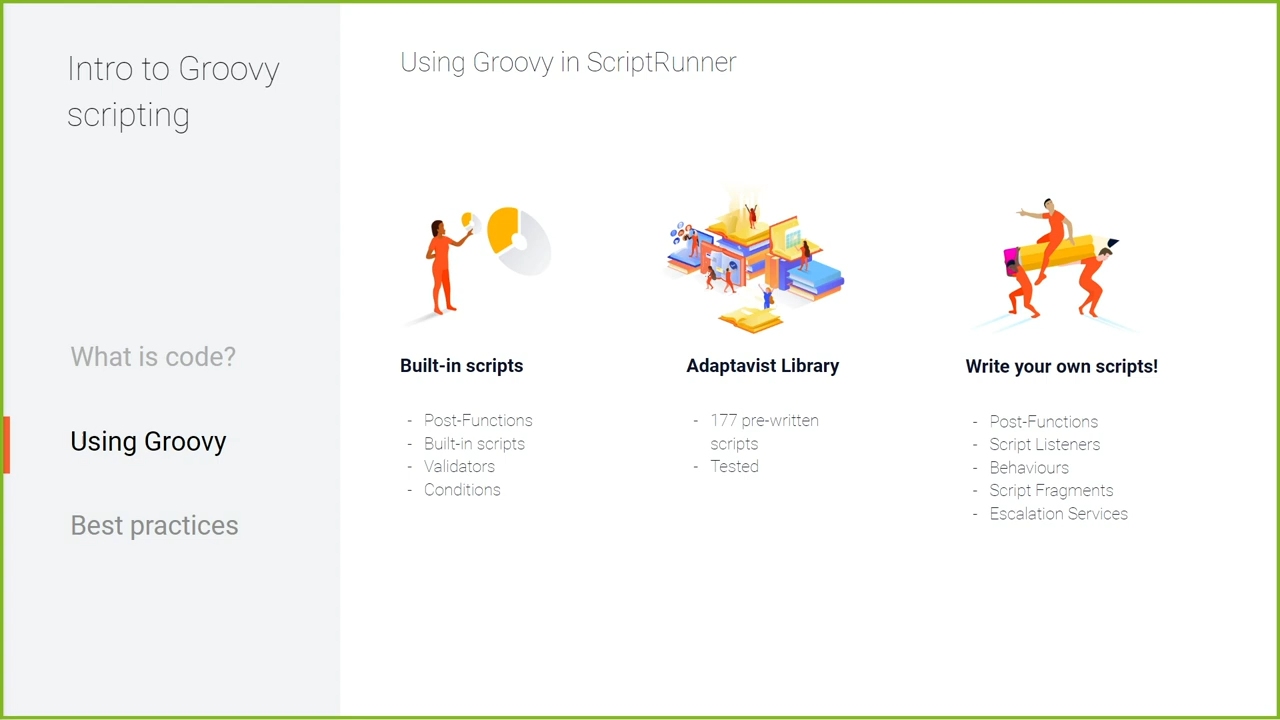 Intro to Groovy
scripting
What is code?
Using Groovy
Best practices
Using Groovy in ScriptRunner
Built-in scripts
- Post-Functions
- Built-in scripts
- Validators
- Conditions
Adaptavist Library
- 177 pre-written
scripts
- Tested
Write your own scripts!
- Post-Functions
- Script Listeners
- Behaviours
- Script Fragments
- Escalation Services